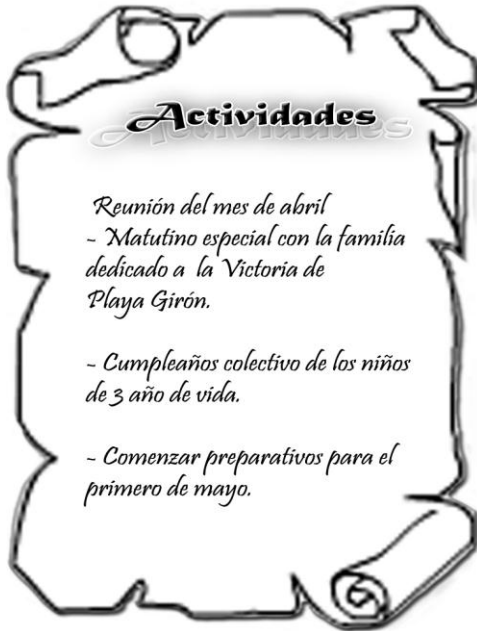 Actividades
Reunión del mes de abril
- Matutino especial con la familia
dedicado a la Victoria de
Playa Girón.
- Cumpleaños colectivo de los niños
de 3 año de vida.
- Comenzar preparativos para el
primero de mayo.